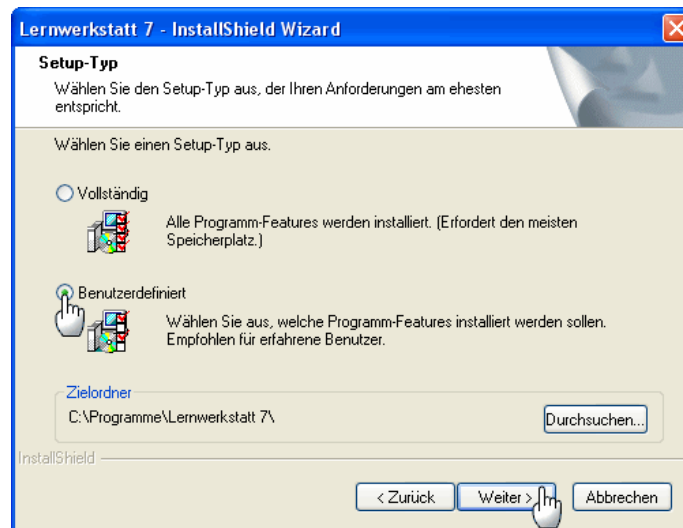 Lernwerkstatt 7 - InstallShield Wizard
Setup-Typ
Wählen Sie den Setup-Typ aus, der Ihren Anforderungen am ehesten
entspricht.
Wählen Sie einen Setup-Typ aus.
Vollständig
Alle Programm-Features werden installiert. (Erfordert den meisten
Speicherplatz.)
Benutzerdefiniert
Wählen Sie aus, welche Programm-Features installiert werden sollen.
Empfohlen für erfahrene Benutzer.
Zielordner
C:\Programme\Lernwerkstatt 7\
Durchsuchen...
InstallShield
< Zurück
Weiter >
Abbrechen